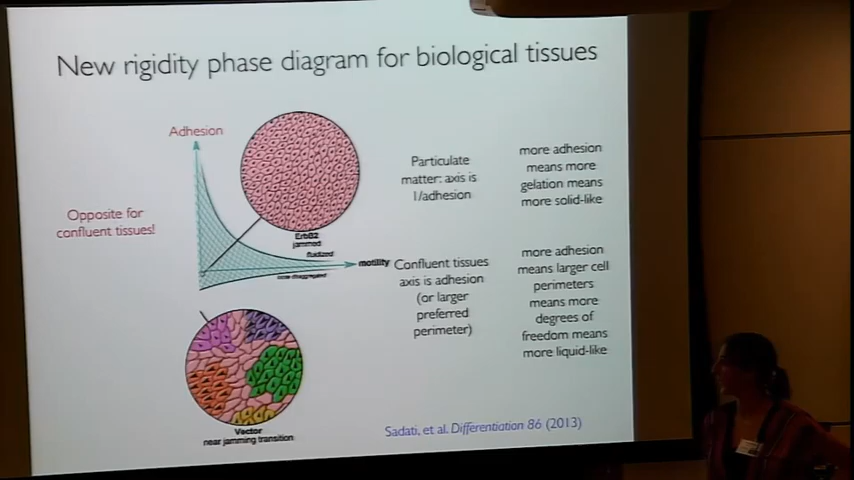 New rigidity phase diagram for biological tissues
Adhesion
Opposite for
confluent tissues!
ErbB2
jammed
fluidized
motility
Vector
near jamming transition
Particulate
matter: axis is
1/adhesion
more adhesion
means more
gelation means
more solid-like
Confluent tissues
axis is adhesion
(or larger
preferred
perimeter)
more adhesion
means larger cell
perimeters
means more
degrees of
freedom means
more liquid-like
Sadati, et al. Differentiation 86 (2013)